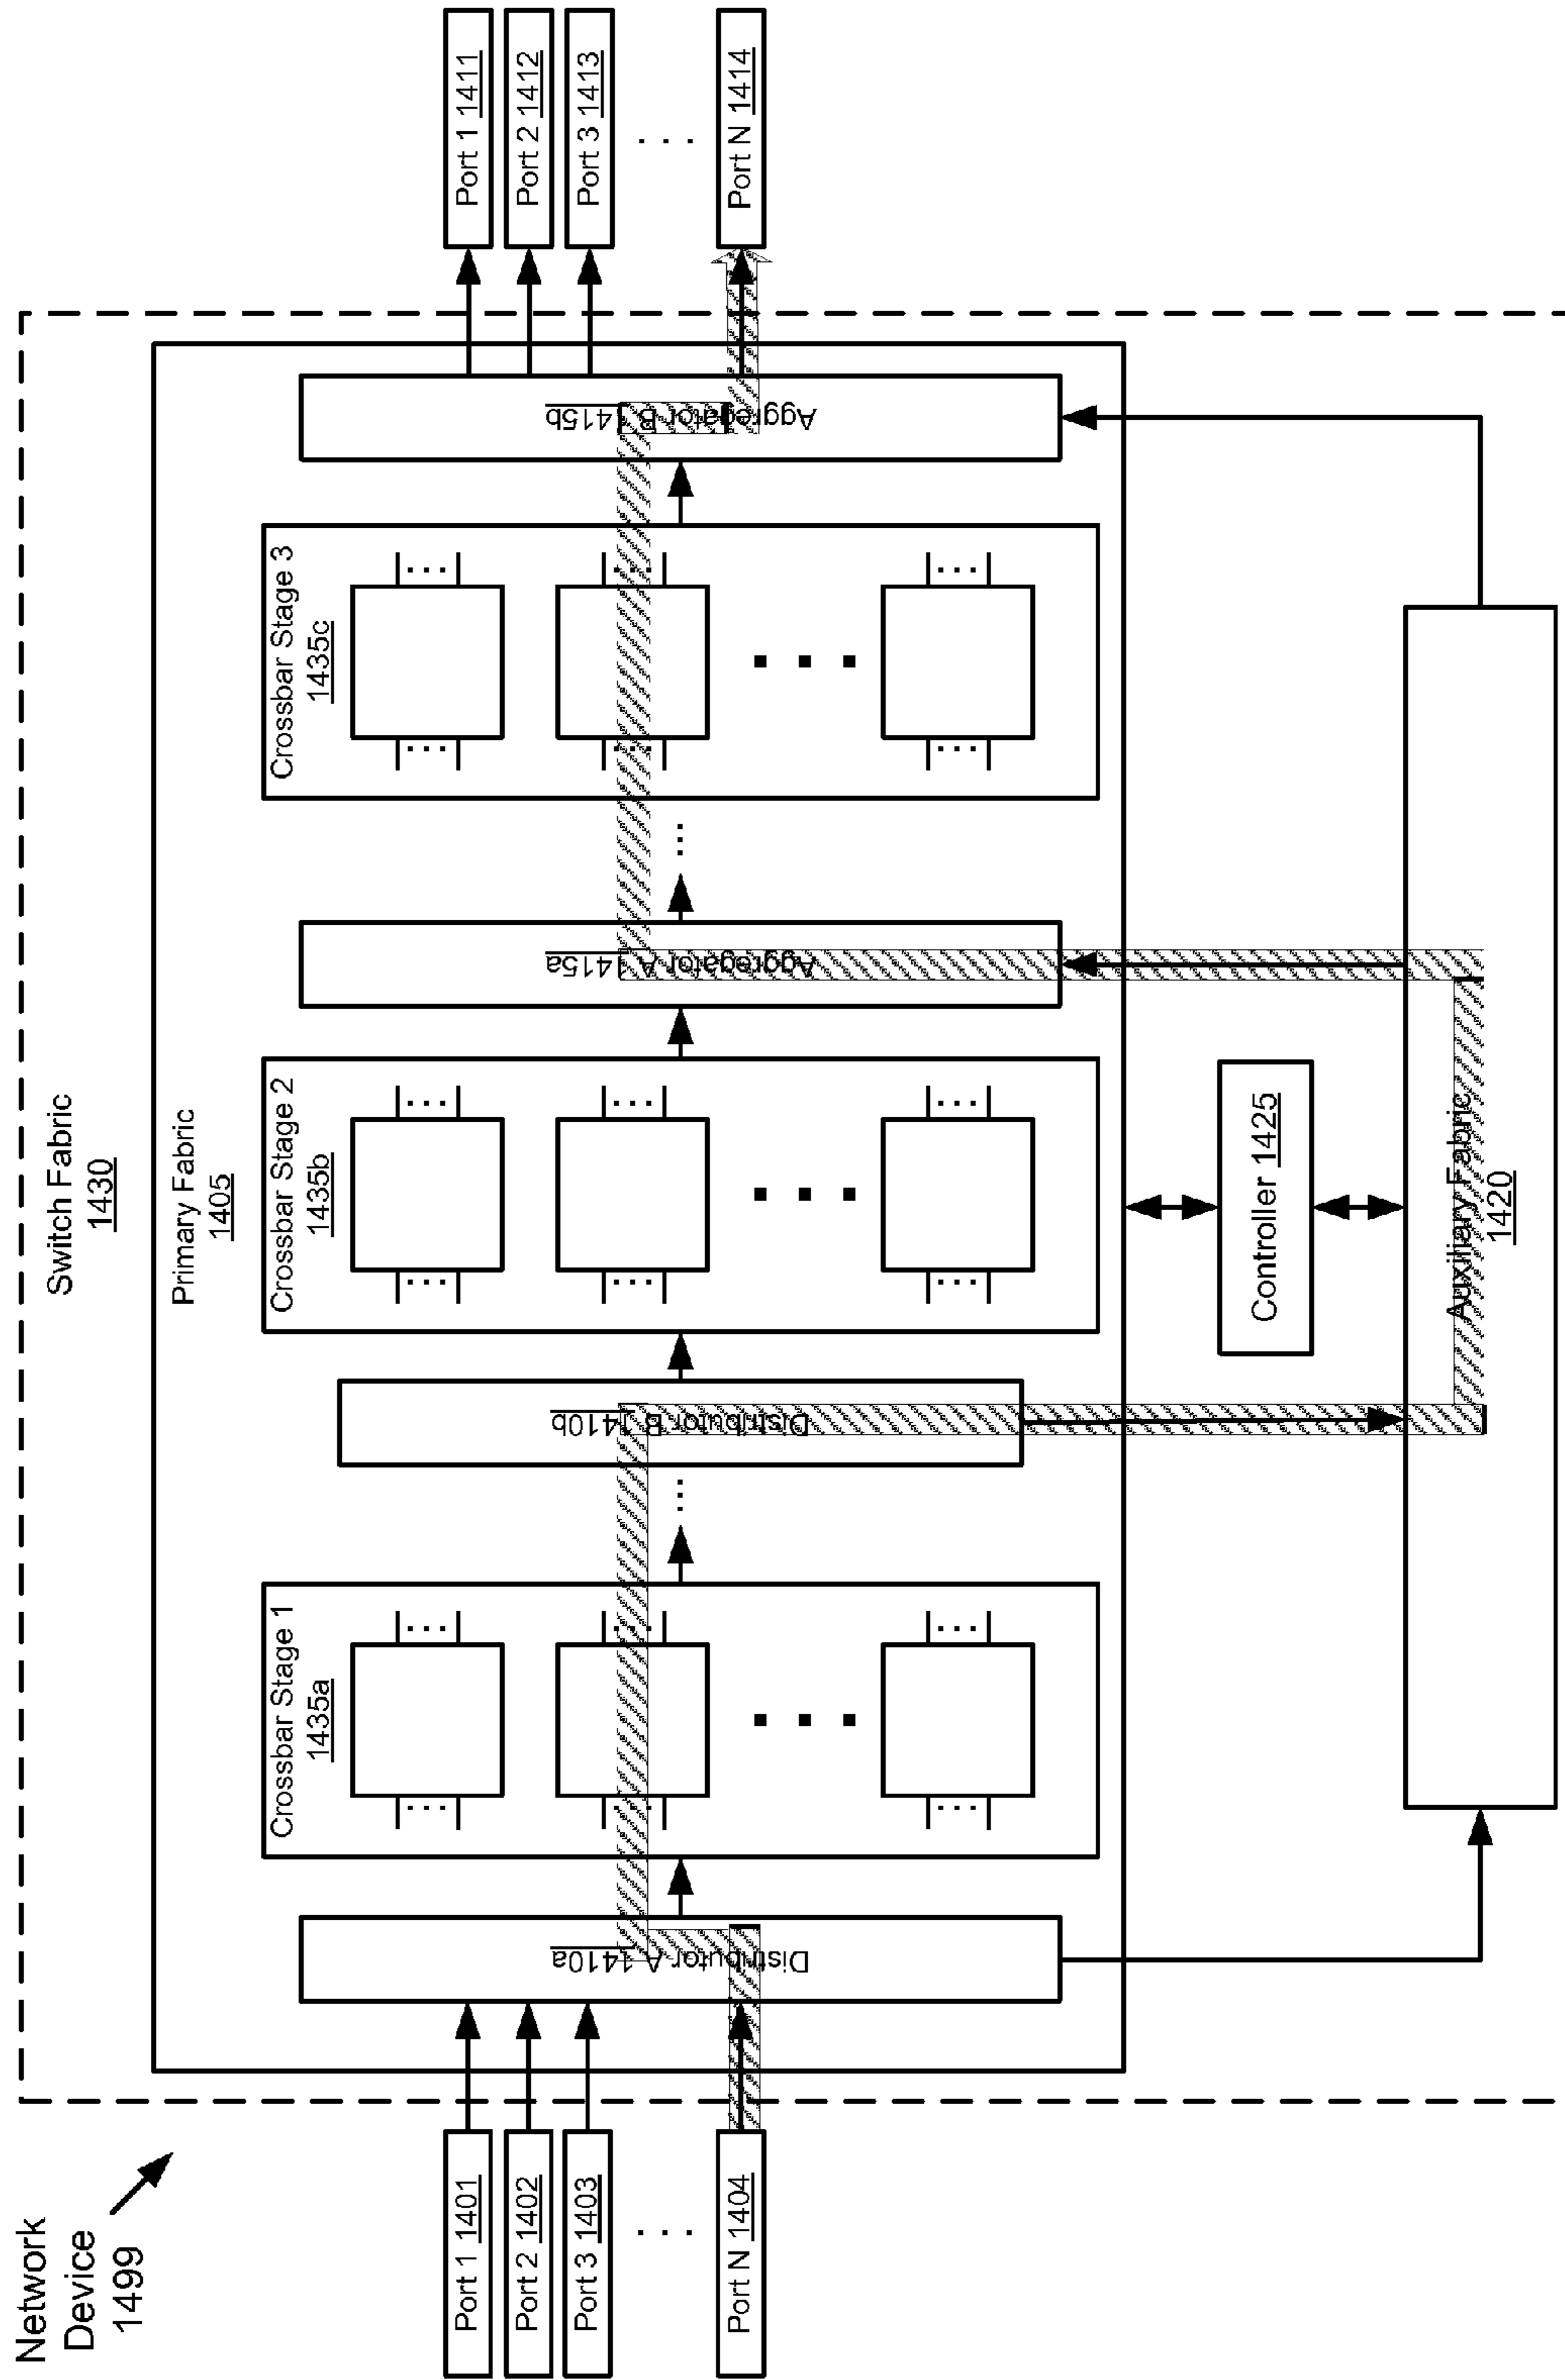 Network
Device
1499
Switch Fabric
1430
Primary Fabric
1405
Port 1 1401
Port 2 1402
Port 3 1403
. . .
Port N 1404
Distributor A 1410a
Crossbar Stage 1
1435a
Distributor B 1410b
Crossbar Stage 2
1435b
Aggregator A 1415a
Crossbar Stage 3
1435c
Aggregator B 1415b
Port 1 1411
Port 2 1412
Port 3 1413
. . .
Port N 1414
Controller 1425
Auxiliary Fabric
1420